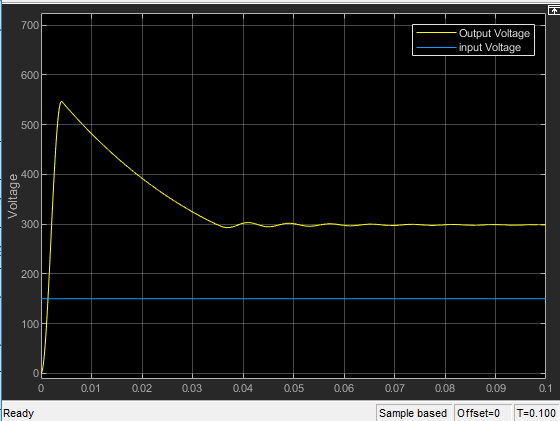 700
Output Voltage
input Voltage
600
500
400
Voltage
300
200
100
0
0 0.01 0.02 0.03 0.04 0.05 0.06 0.07 0.08 0.09 0.1
Ready Sample based Offset=0 T=0.100